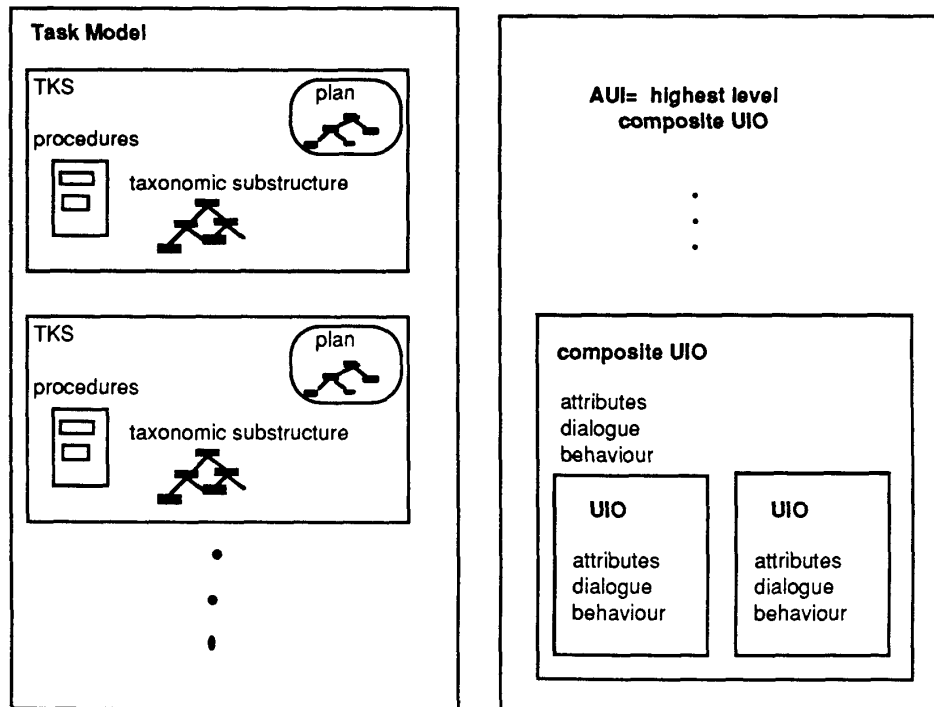 Task Model
TKS
plan
procedures
taxonomic substructure
TKS
plan
procedures
taxonomic substructure
AUI= highest level
composite UIO
composite UIO
attributes
dialogue
behaviour
UIO
attributes
dialogue
behaviour
UIO
attributes
dialogue
behaviour